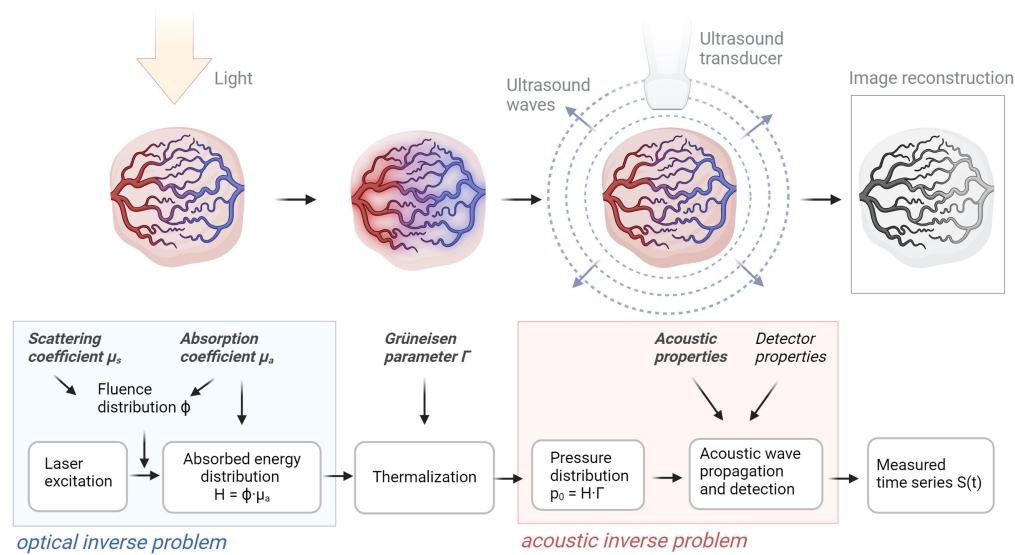 Light
Ultrasound
waves
Ultrasound
transducer
Image reconstruction
Scattering
coefficient μₛ
Absorption
coefficient μₐ
Fluence
distribution ϕ
Grüneisen
parameter Γ
Acoustic
properties
Detector
properties
Laser
excitation
Absorbed energy
distribution
H = ϕ·μₐ
Thermalization
Pressure
distribution
p₀ = H·Γ
Acoustic wave
propagation
and detection
Measured
time series S(t)
optical inverse problem
acoustic inverse problem